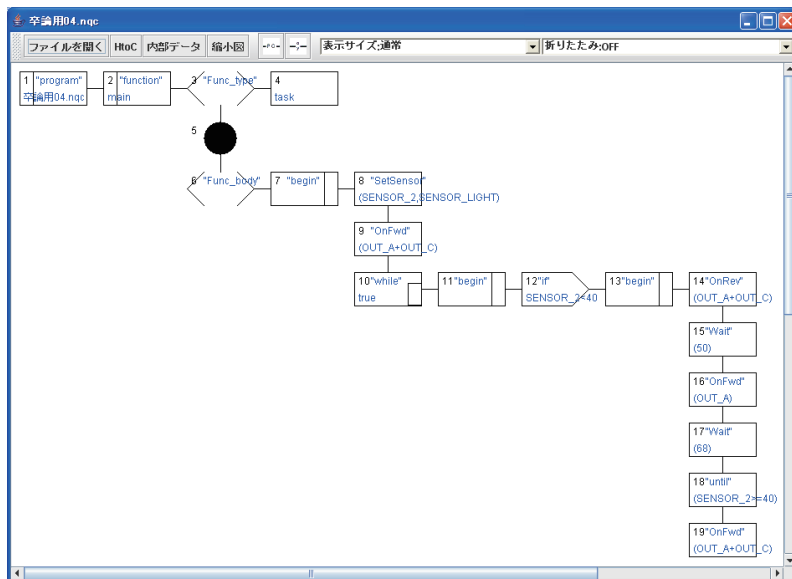 卒論用04.nqc
ファイルを開く HtoC 内部データ 縮小図 -PC- 表示サイズ;通常 折りたたみ;OFF
1 "program" 2 "function" 3 "Func_type" 4
卒論用04.nqc main task
5
6 "Func_body" 7 "begin" 8 "SetSensor"
(SENSOR_2,SENSOR_LIGHT)
9 "OnFwd"
(OUT_A+OUT_C)
10"while" 11"begin" 12"if" 13"begin" 14"OnRev"
true SENSOR_2<40 (OUT_A+OUT_C)
15"Wait"
(50)
16"OnFwd"
(OUT_A)
17"Wait"
(68)
18"until"
(SENSOR_2>=40)
19"OnFwd"
(OUT_A+OUT_C)